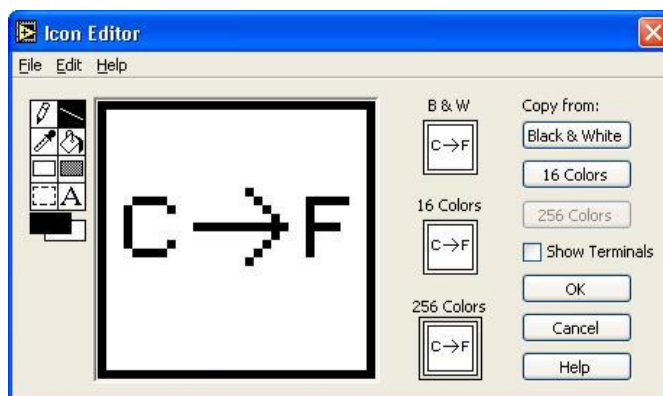 Icon Editor
File Edit Help
A
C→F
B & W
C→F
16 Colors
C→F
256 Colors
C→F
Copy from:
Black & White
16 Colors
256 Colors
Show Terminals
OK
Cancel
Help